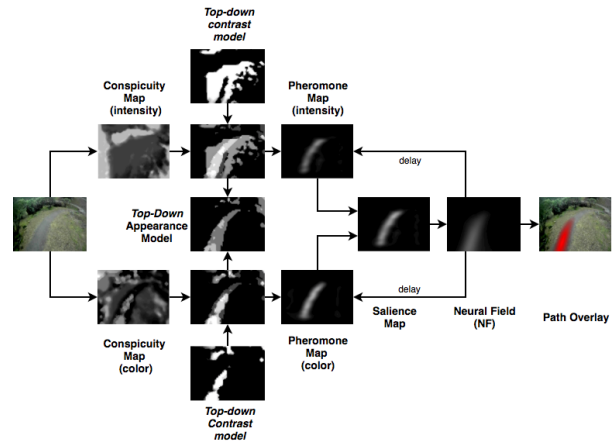 Top-down
contrast
model
Conspicuity
Map
(intensity)
Pheromone
Map
(intensity)
delay
Top-Down
Appearance
Model
delay
Salience
Map
Neural Field
(NF)
Path Overlay
Conspicuity
Map
(color)
Pheromone
Map
(color)
Top-down
Contrast
model